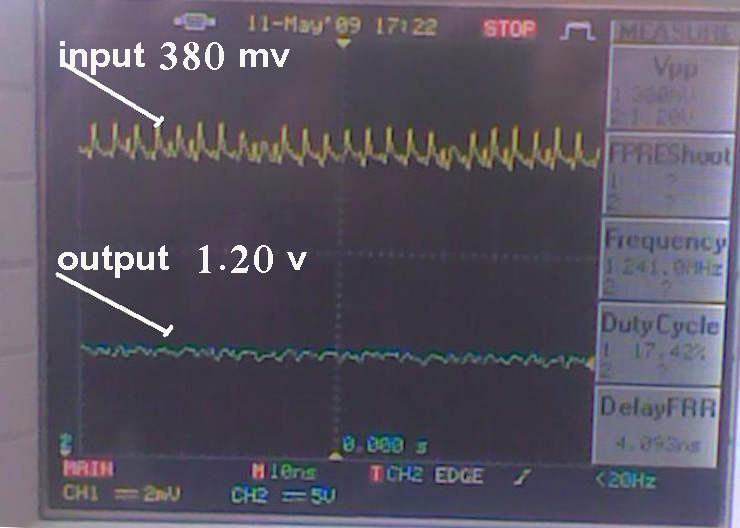 11-May'09 17:22 STOP
MEASURE
input 380 mv
Vpp
1 380mV
2:1.20V
FPREShoot
1 ?
2 ?
output 1.20 v
Frequency
1 241.0MHz
2 ?
DutyCycle
1 17.42%
2 ?
DelayFRR
4.093ns
2
0.000 s
MAIN M 10ns T CH2 EDGE <20Hz
CH1 2mV CH2 5V